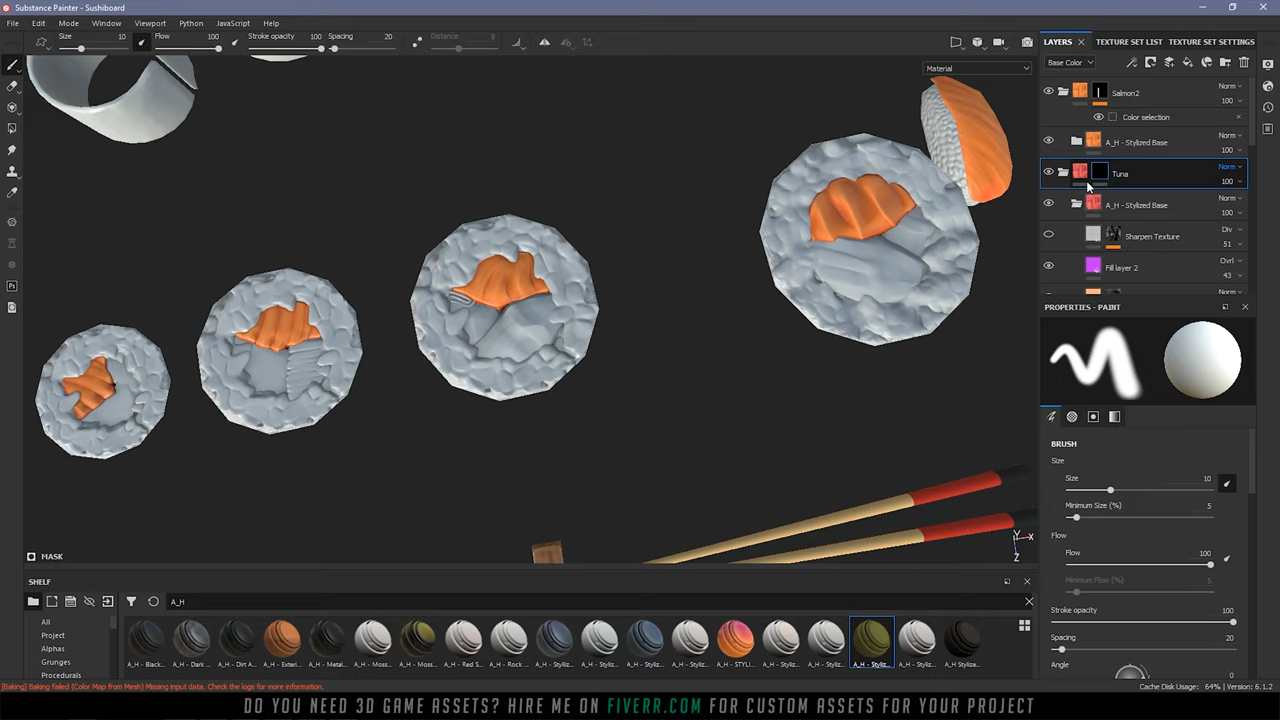 Substance Painter - Sushiboard
File Edit Mode Window Viewport Python JavaScript Help
Size 10 Flow 100 Stroke opacity 100 Spacing 20 Distance 8
Material
LAYERS TEXTURE SET LIST TEXTURE SET SETTINGS
Base Color
Salmon2 Norm 100
Color selection
A_H - Stylized Base Norm 100
Tuna Norm 100
A_H - Stylized Base Norm 100
Sharpen Texture Div 51
Fill layer 2 Ovrl 43
Norm
PROPERTIES - PAINT
BRUSH
Size
Size 10
Minimum Size (%) 5
Flow
Flow 100
Minimum Flow (%) 5
Stroke opacity 100
Spacing 20
Angle
Y
X
Z
MASK
SHELF
A_H
All
Project
Alphas
Grunges
Procedurals
A_H - Black... A_H - Dark ... A_H - Dirt A... A_H - Exteri... A_H - Metal... A_H - Moss... A_H - Moss... A_H - Red S... A_H - Rock ... A_H - Styliz... A_H - Styliz... A_H - Styliz... A_H - Styliz... A_H - STYLI... A_H - Styliz... A_H - Styliz... A_H - Styliz... A_H - Styliz... A_H Stylize...
[Baking] Baking failed (Color Map from Mesh) Missing input data. Check the logs for more information.
Cache Disk Usage: 64% | Version: 6.1.2
DO YOU NEED 3D GAME ASSETS? HIRE ME ON FIVERR.COM FOR CUSTOM ASSETS FOR YOUR PROJECT